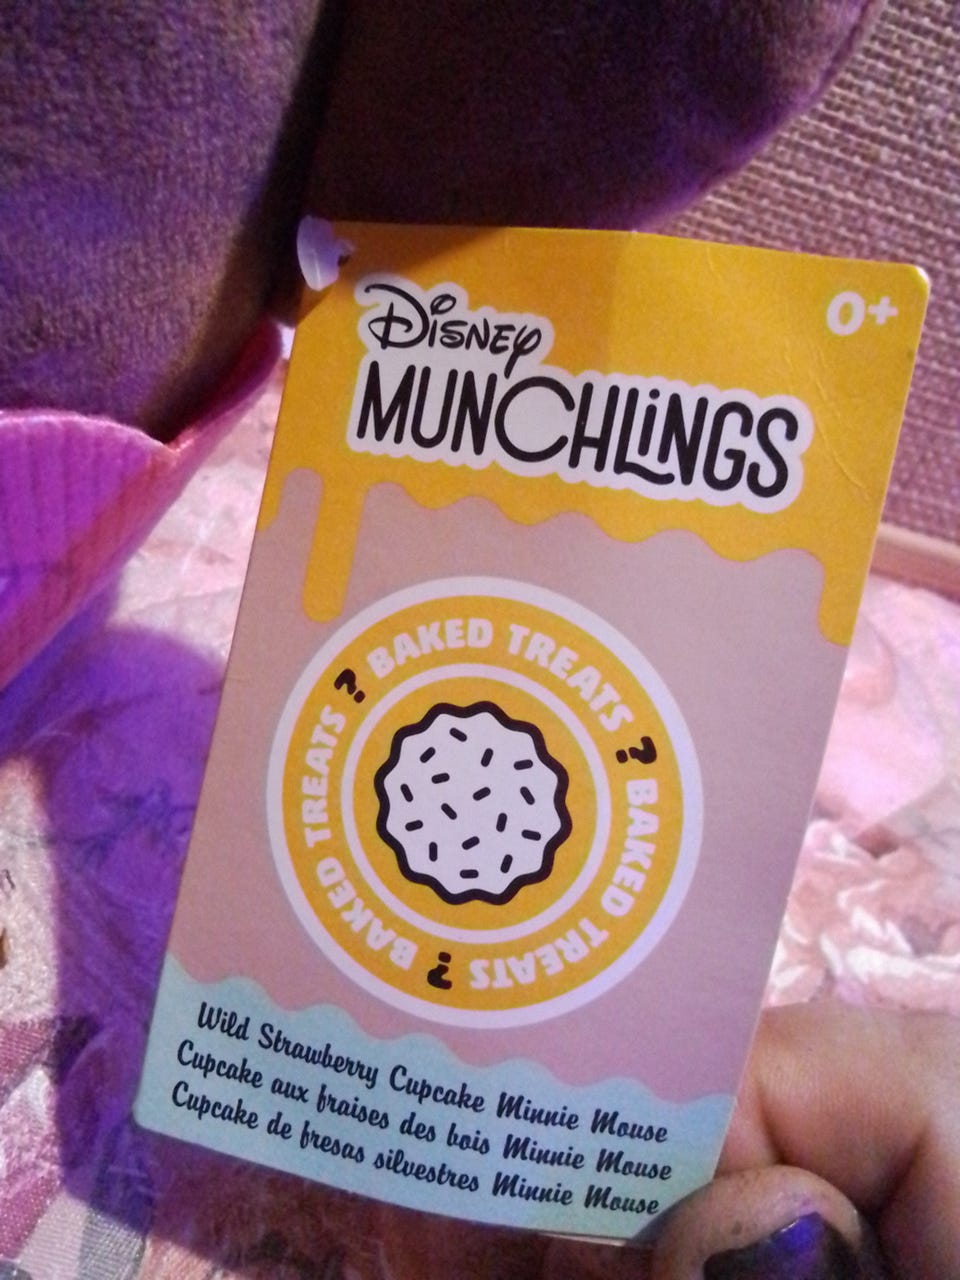 Disney
MUNCHLiNGS
0+
BAKED TREATS ? BAKED TREATS ? BAKED TREATS ?
Wild Strawberry Cupcake Minnie Mouse
Cupcake aux fraises des bois Minnie Mouse
Cupcake de fresas silvestres Minnie Mouse